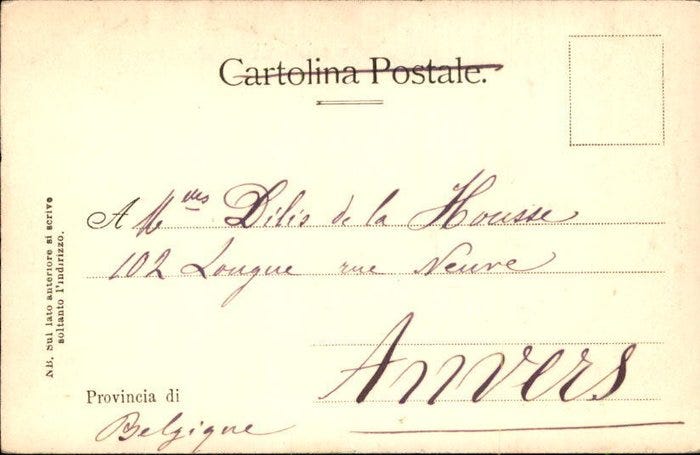 Cartolina Postale.
A Mmes Dilis de la Housse
102 Longue rue Neuve
Anvers
Provincia di
Belgique
NB. Sul lato anteriore si scrive
soltanto l'indirizzo.